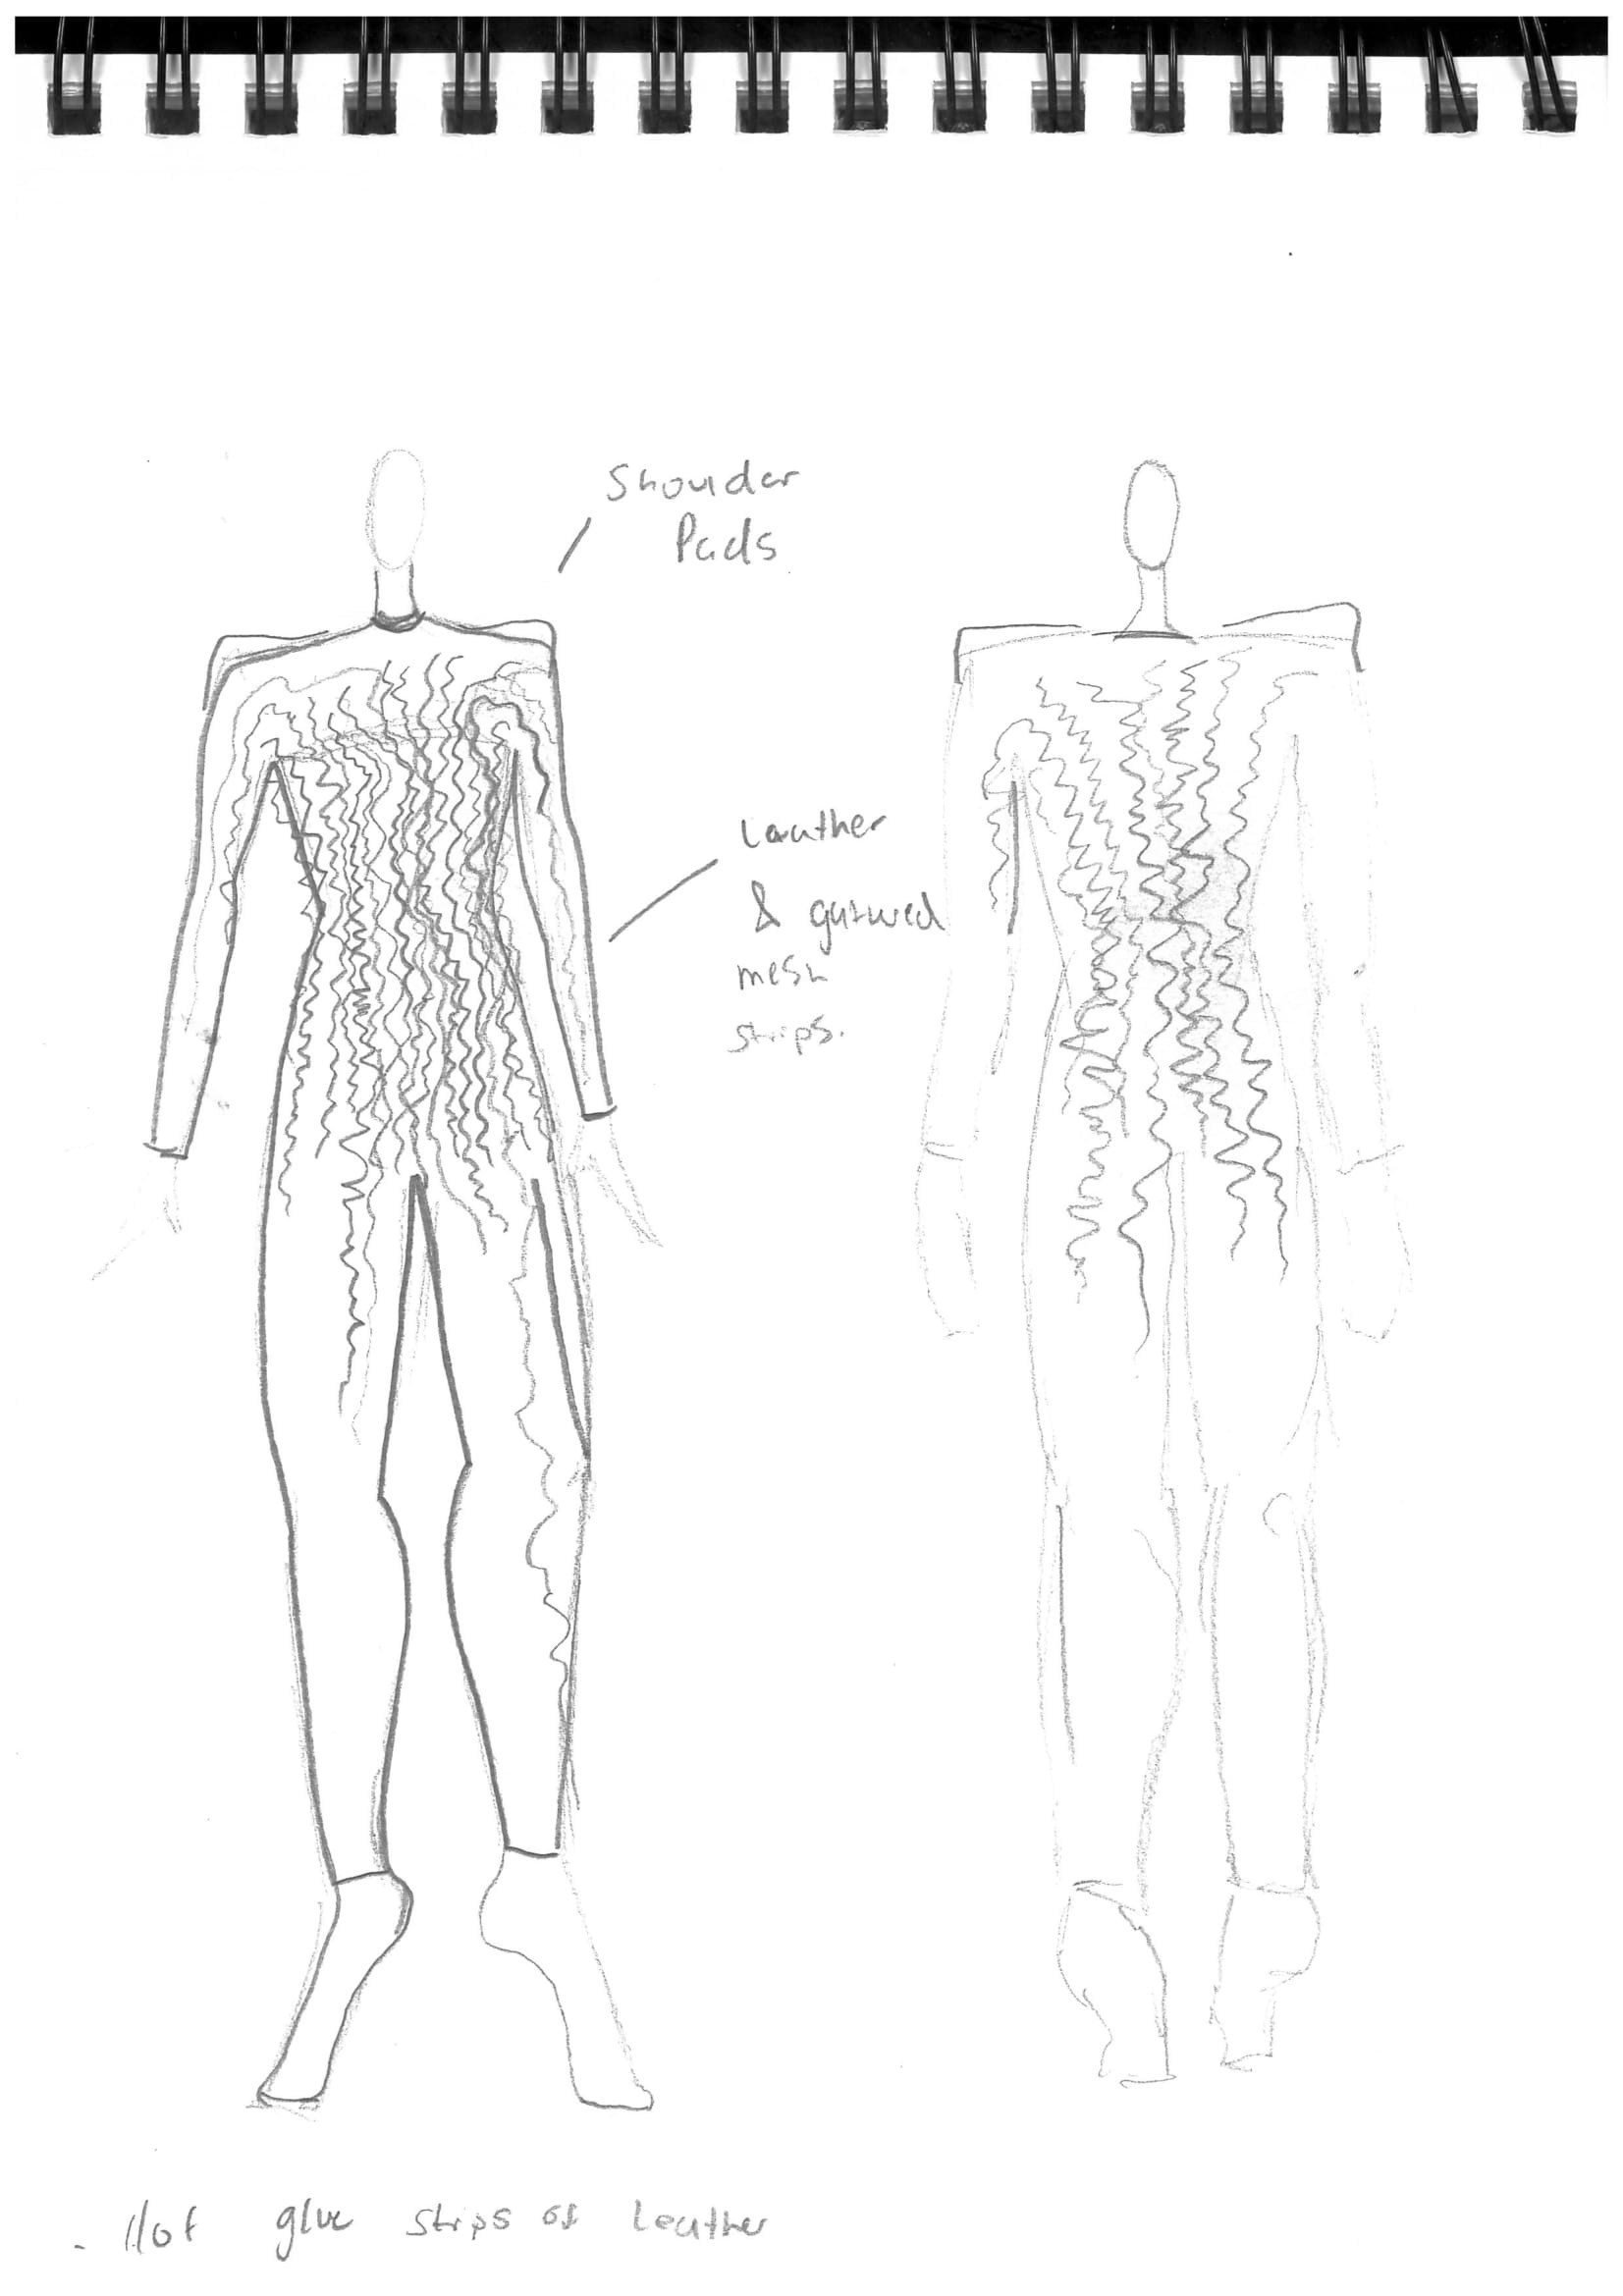 Shoulder
Pads
Leather
& gathered
mesh
strips.
- Hot glue strips of Leather